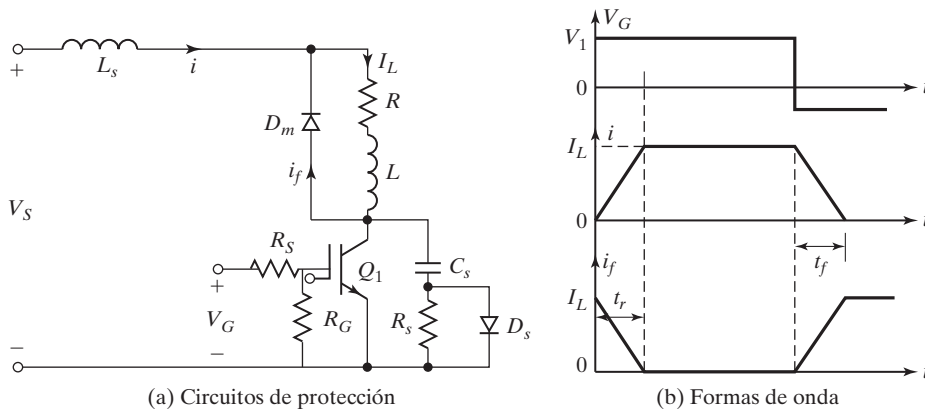 +
L_s
i
I_L
R
D_m
L
i_f
V_S
R_S
+
V_G
−
R_G
Q_1
C_s
R_s
D_s
−
(a) Circuitos de protección
V_G
V_1
0
t
I_L
i
0
t
t_f
i_f
I_L
t_r
0
t
(b) Formas de onda